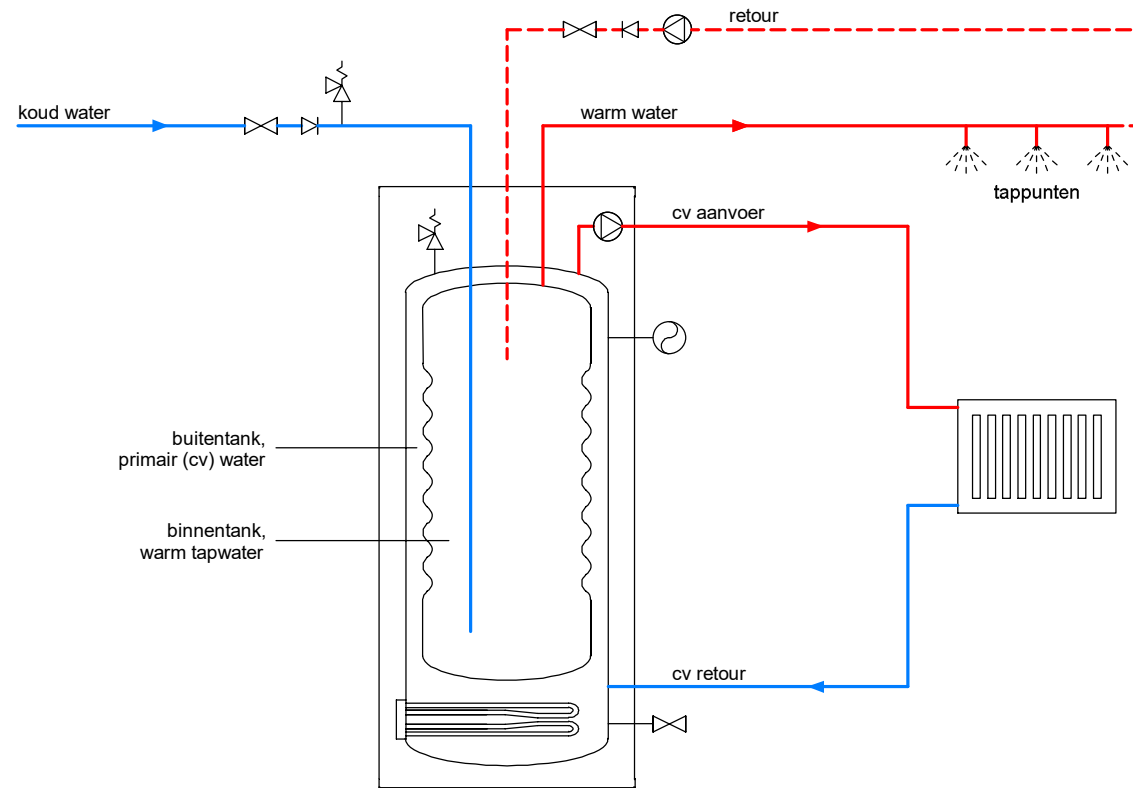 retour
koud water
warm water
tappunten
cv aanvoer
buitentank,
primair (cv) water
binnentank,
warm tapwater
cv retour